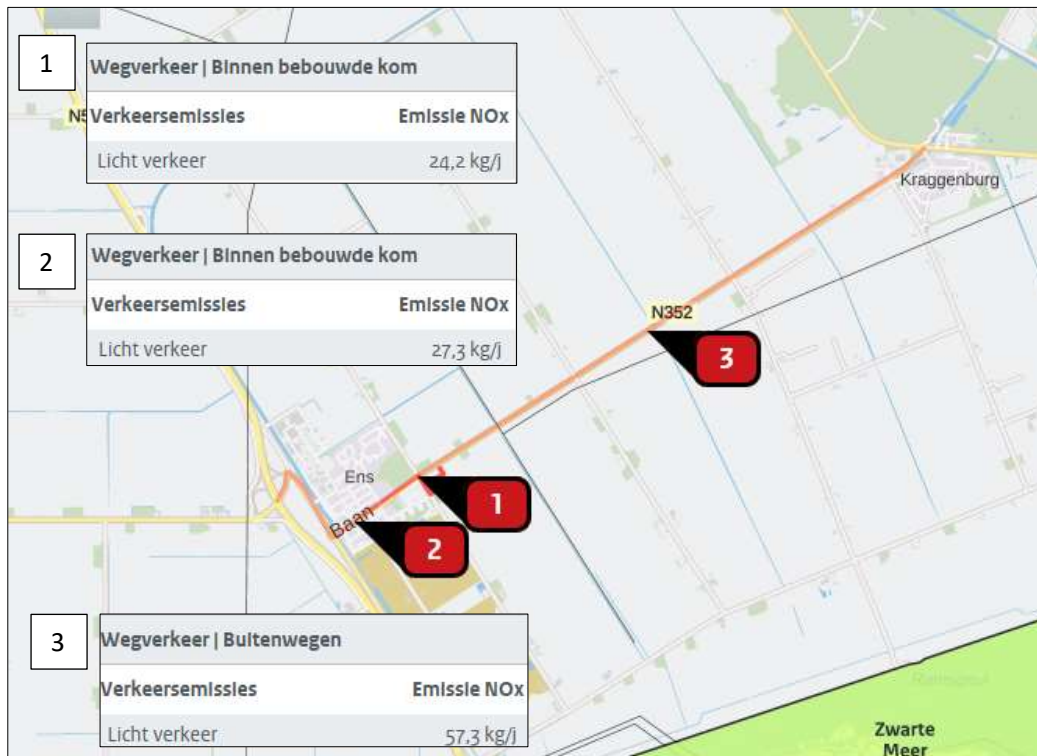 1
Wegverkeer | Binnen bebouwde kom
N5
Verkeersemissies Emissie NOx
Licht verkeer 24,2 kg/j
Kraggenburg
2
Wegverkeer | Binnen bebouwde kom
Verkeersemissies Emissie NOx
Licht verkeer 27,3 kg/j
N352
3
Ens
1
Baan
2
3
Wegverkeer | Buitenwegen
Verkeersemissies Emissie NOx
Licht verkeer 57,3 kg/j
Zwarte
Meer